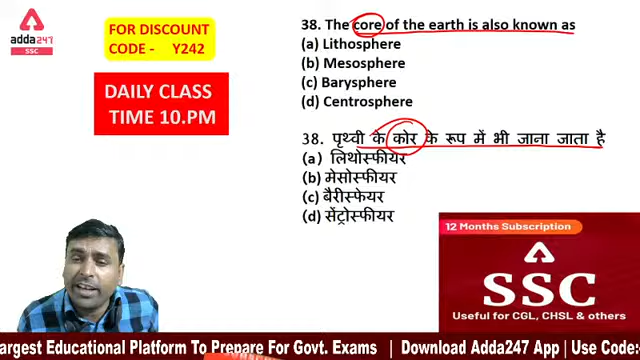 adda247
SSC
FOR DISCOUNT
CODE - Y242
DAILY CLASS
TIME 10.PM
38. The core of the earth is also known as
(a) Lithosphere
(b) Mesosphere
(c) Barysphere
(d) Centrosphere
38. पृथ्वी के कोर के रूप में भी जाना जाता है
(a) लिथोस्फीयर
(b) मेसोस्फीयर
(c) बैरीस्फेयर
(d) सेंट्रोस्फीयर
12 Months Subscription
SSC
Useful for CGL, CHSL & others
argest Educational Platform To Prepare For Govt. Exams | Download Adda247 App | Use Code: